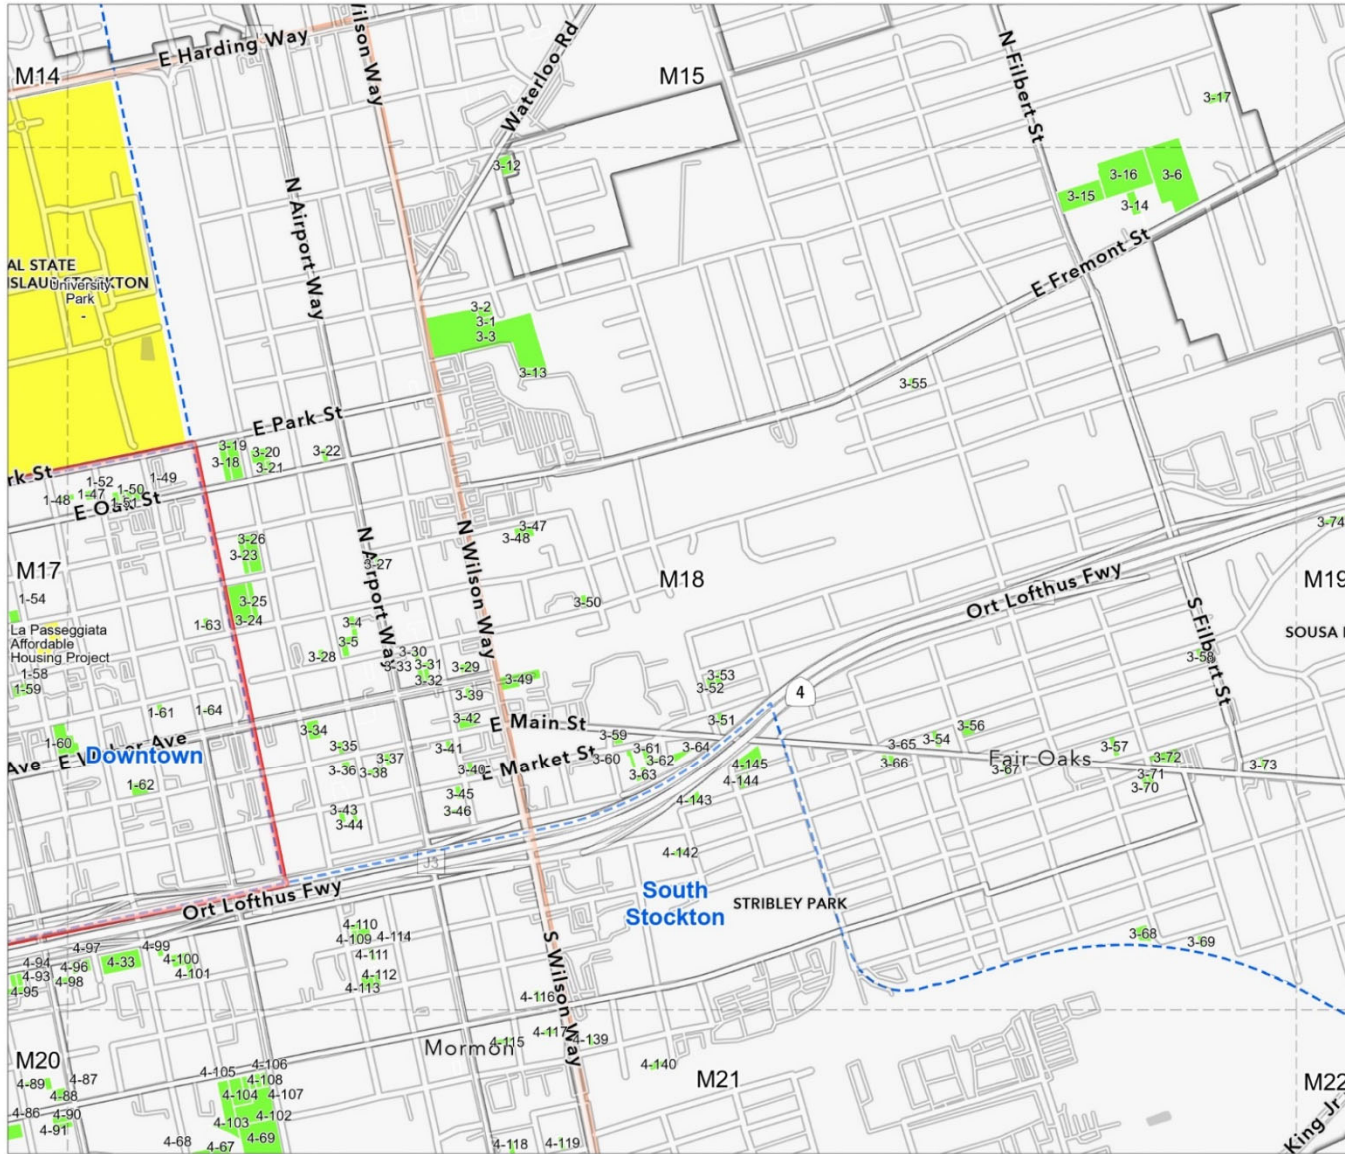 E Harding Way
N Wilson Way
Waterloo Rd
N Filbert St
M14
M15
3-17
3-12
N Airport Way
3-16
3-6
3-15
3-14
E Fremont St
AL STATE
ISLAUS STOCKTON
University
Park
-
3-2
3-1
3-3
3-13
3-55
E Park St
3-19
3-18
3-20
3-21
3-22
rk St
1-52
1-49
1-48
1-47
1-50
1-51
E Oak St
3-26
3-23
N Airport Way
3-27
N Wilson Way
3-47
3-48
3-74
M17
M18
M19
1-54
3-25
3-24
1-63
3-50
Ort Lofthus Fwy
S Filbert St
La Passeggiata
Affordable
Housing Project
3-4
3-5
3-28
3-30
3-33
3-31
3-32
3-29
3-39
3-49
3-53
3-52
4
3-58
SOUSA
1-58
1-59
1-61
1-64
3-34
3-35
3-36
3-37
3-38
3-42
3-41
3-40
E Main St
3-51
3-59
3-61
3-64
3-60
3-62
3-63
E Market St
3-65
3-54
3-56
3-66
Fair Oaks
3-67
3-57
3-72
3-71
3-70
3-73
1-60
Ave
E Weber Ave
Downtown
1-62
3-45
3-46
3-43
3-44
4-145
4-144
4-143
4-142
J3
Ort Lofthus Fwy
South
Stockton
STRIBLEY PARK
3-68
3-69
4-110
4-109
4-114
4-111
4-112
4-113
4-97
4-99
4-94
4-96
4-33
4-100
4-93
4-98
4-101
4-95
S Wilson Way
4-116
4-117
4-115
4-139
Mormon
4-140
M20
M21
M22
4-89
4-87
4-88
4-86
4-90
4-91
4-105
4-106
4-108
4-104
4-107
4-103
4-102
4-68
4-67
4-69
4-118
4-119
King Jr